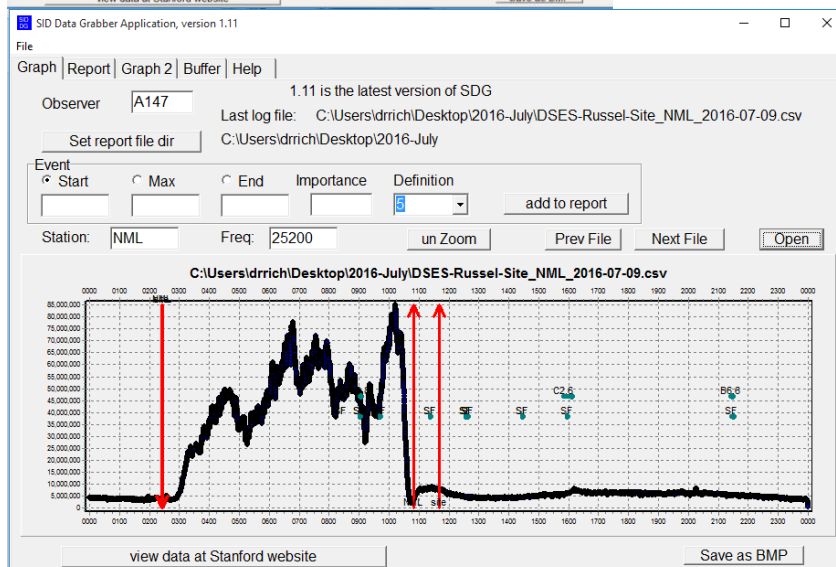 view data at Stanford website
SID Data Grabber Application, version 1.11
File
Graph Report Graph 2 Buffer Help
1.11 is the latest version of SDG
Observer A147
Last log file: C:\Users\drrich\Desktop\2016-July\DSES-Russel-Site_NML_2016-07-09.csv
Set report file dir C:\Users\drrich\Desktop\2016-July
Event
Start Max End Importance Definition
5 add to report
Station: NML Freq: 25200 un Zoom Prev File Next File Open
C:\Users\drrich\Desktop\2016-July\DSES-Russel-Site_NML_2016-07-09.csv
0000 0100 0200 0300 0400 0500 0600 0700 0800 0900 1000 1100 1200 1300 1400 1500 1600 1700 1800 1900 2000 2100 2200 2300 0000
85,000,000
80,000,000
75,000,000
70,000,000
65,000,000
60,000,000
55,000,000
50,000,000
45,000,000
40,000,000
35,000,000
30,000,000
25,000,000
20,000,000
15,000,000
10,000,000
5,000,000
0
C2.6 B6.6
SF SF SF SF
0000 0100 0200 0300 0400 0500 0600 0700 0800 0900 1000 1100 1200 1300 1400 1500 1600 1700 1800 1900 2000 2100 2200 2300 0000
view data at Stanford website Save as BMP